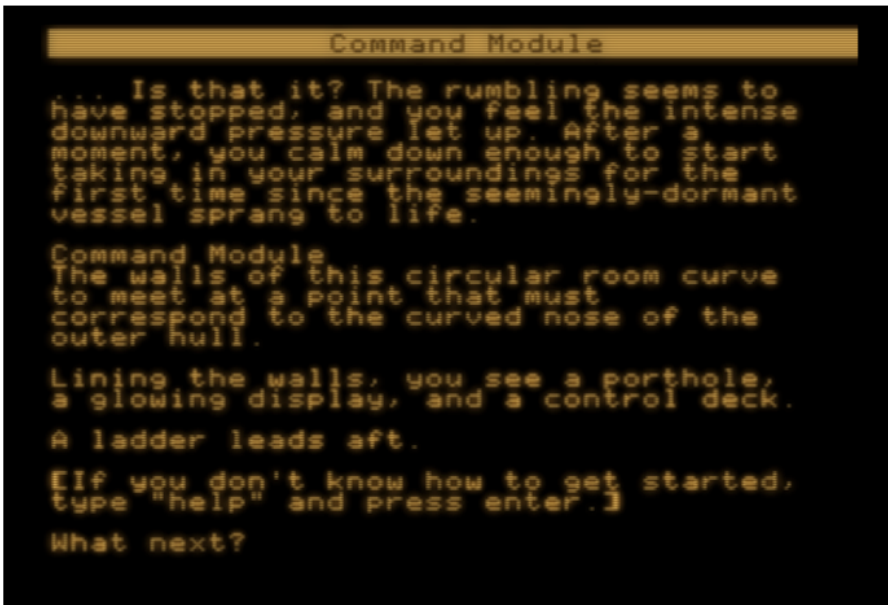 Command Module
... Is that it? The rumbling seems to
have stopped, and you feel the intense
downward pressure let up. After a
moment, you calm down enough to start
taking in your surroundings for the
first time since the seemingly-dormant
vessel sprang to life.
Command Module
The walls of this circular room curve
to meet at a point that must
correspond to the curved nose of the
outer hull.
Lining the walls, you see a porthole,
a glowing display, and a control deck.
A ladder leads aft.
[If you don't know how to get started,
type "help" and press enter.]
What next?